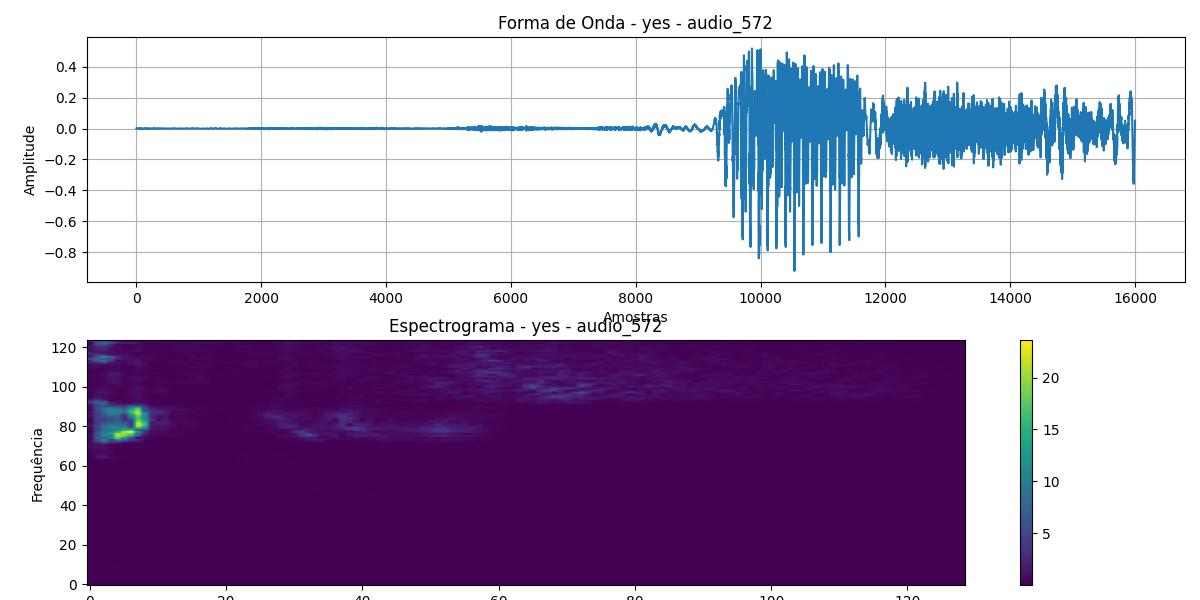 Forma de Onda - yes - audio_572
Amplitude
0.4
0.2
0.0
−0.2
−0.4
−0.6
−0.8
0 2000 4000 6000 8000 10000 12000 14000 16000
Amostras
Espectrograma - yes - audio_572
Frequência
120
100
80
60
40
20
0
0 20 40 60 80 100 120
20
15
10
5